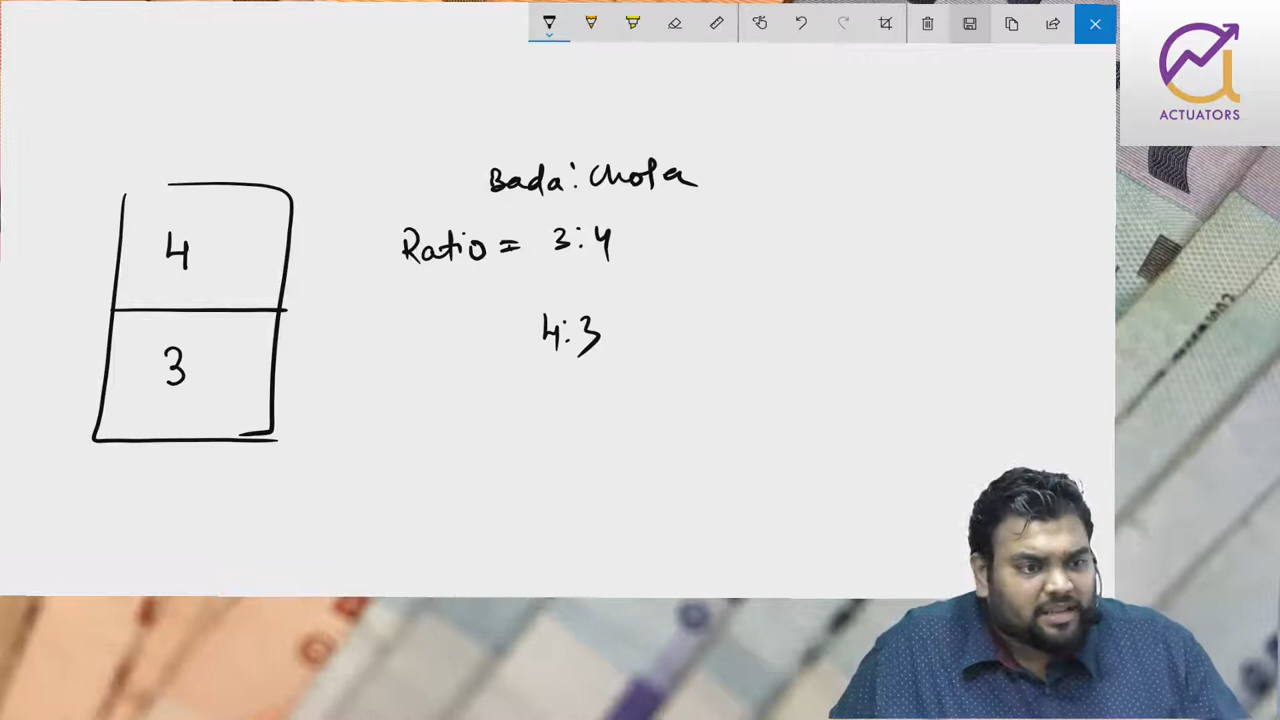 ACTUATORS
Bada : Chota
4
Ratio = 3:4
4:3
3